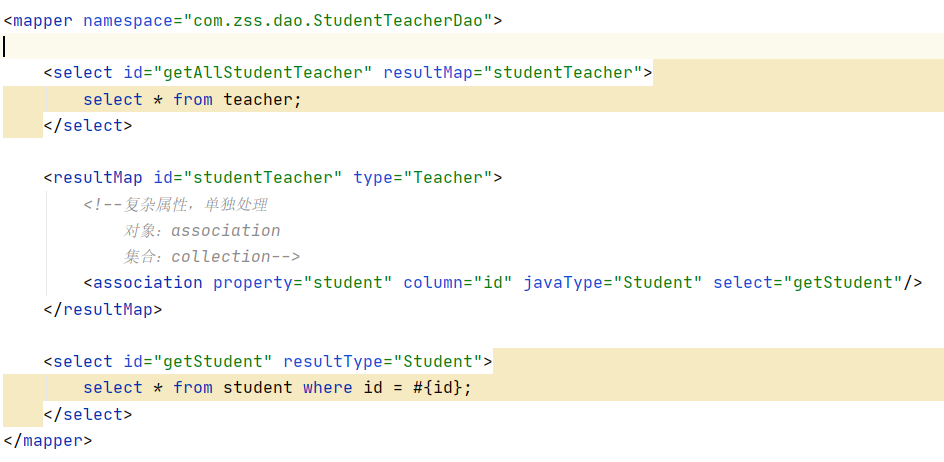 <mapper namespace="com.zss.dao.StudentTeacherDao">
<select id="getAllStudentTeacher" resultMap="studentTeacher">
select * from teacher;
</select>
<resultMap id="studentTeacher" type="Teacher">
<!--复杂属性，单独处理
对象：association
集合：collection-->
<association property="student" column="id" javaType="Student" select="getStudent"/>
</resultMap>
<select id="getStudent" resultType="Student">
select * from student where id = #{id};
</select>
</mapper>